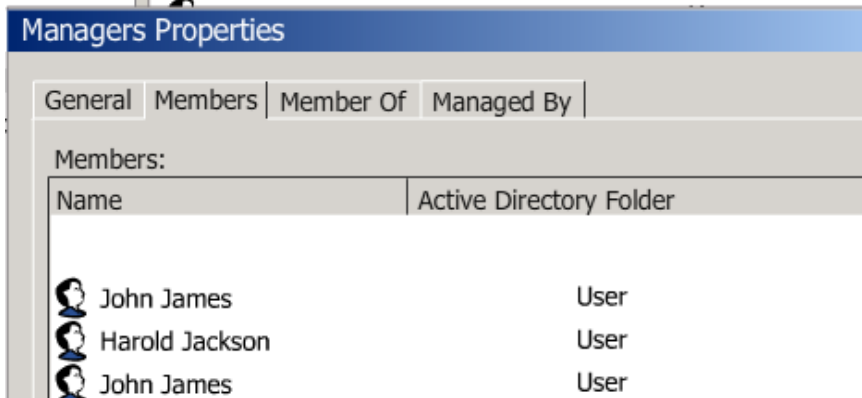 Managers Properties
General Members Member Of Managed By
Members:
Name Active Directory Folder
John James User
Harold Jackson User
John James User